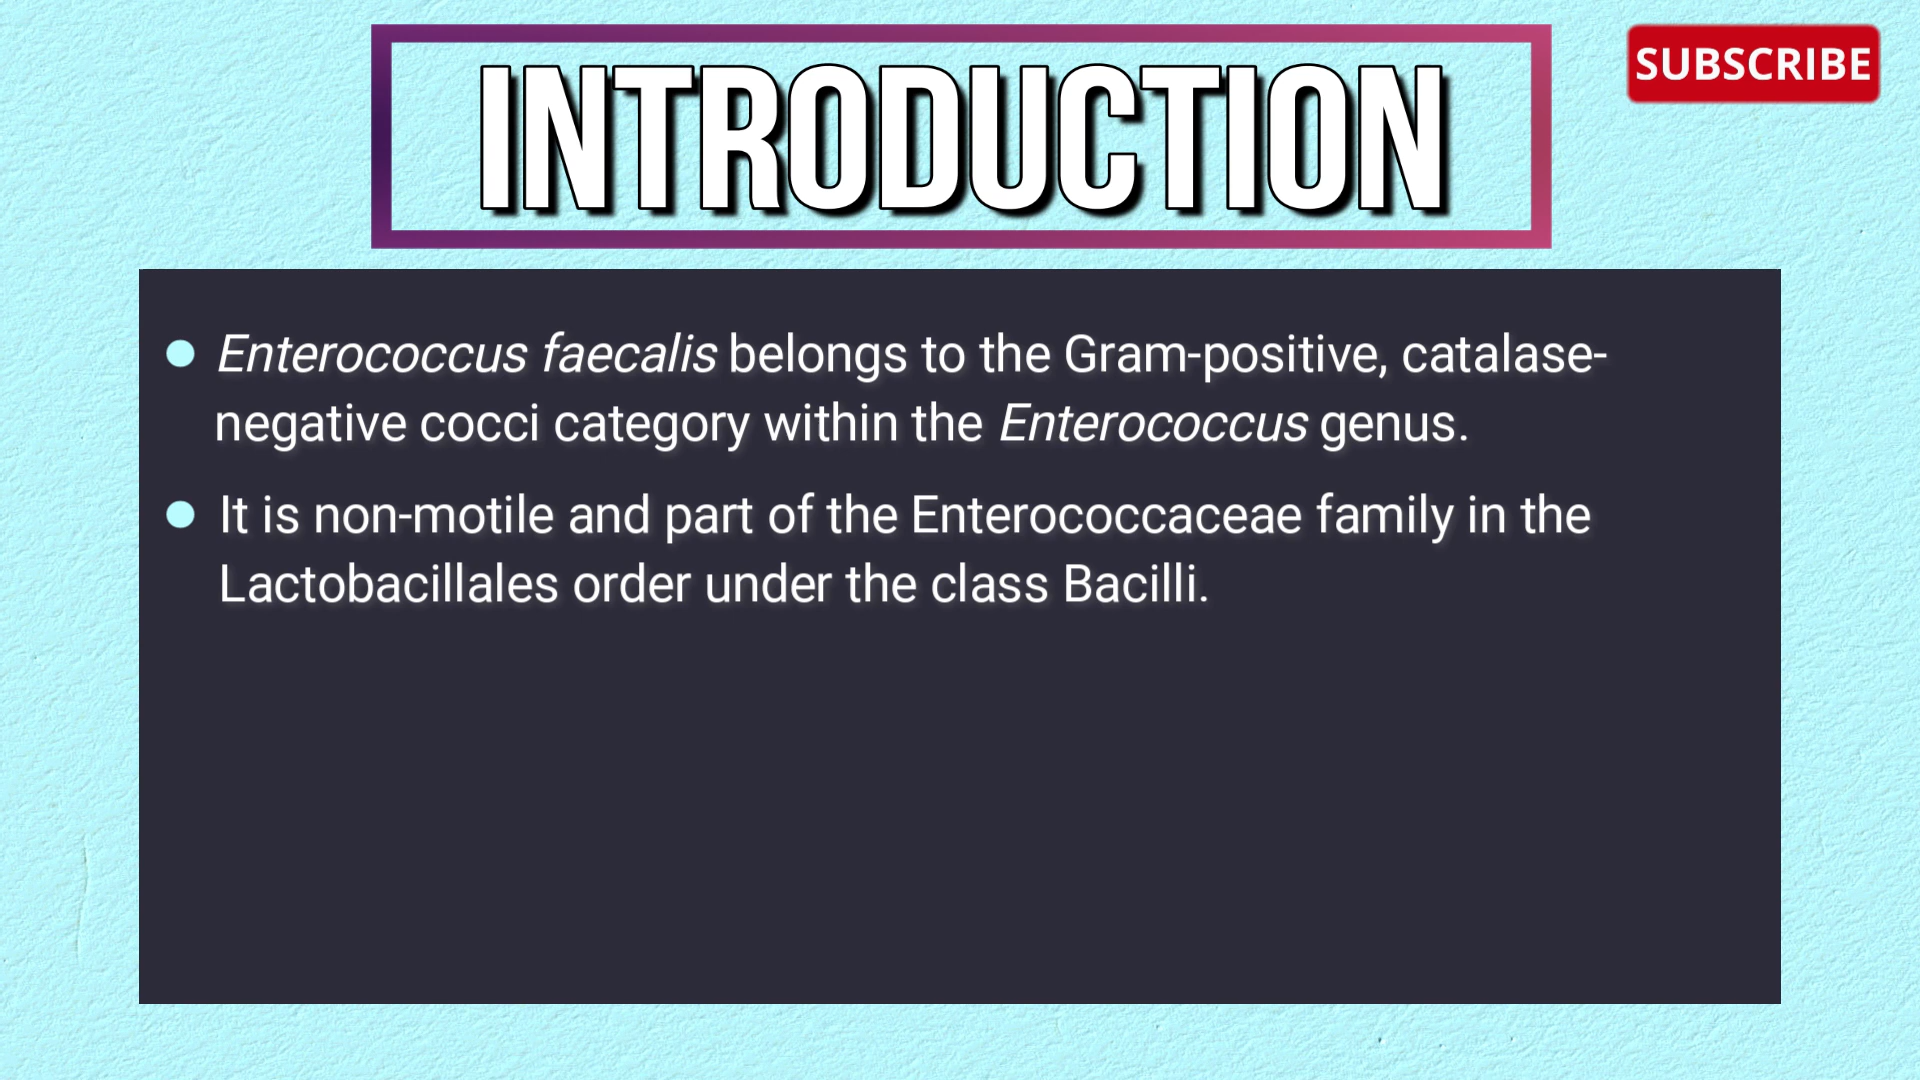 INTRODUCTION
SUBSCRIBE
Enterococcus faecalis belongs to the Gram-positive, catalase-
negative cocci category within the Enterococcus genus.
It is non-motile and part of the Enterococcaceae family in the
Lactobacillales order under the class Bacilli.